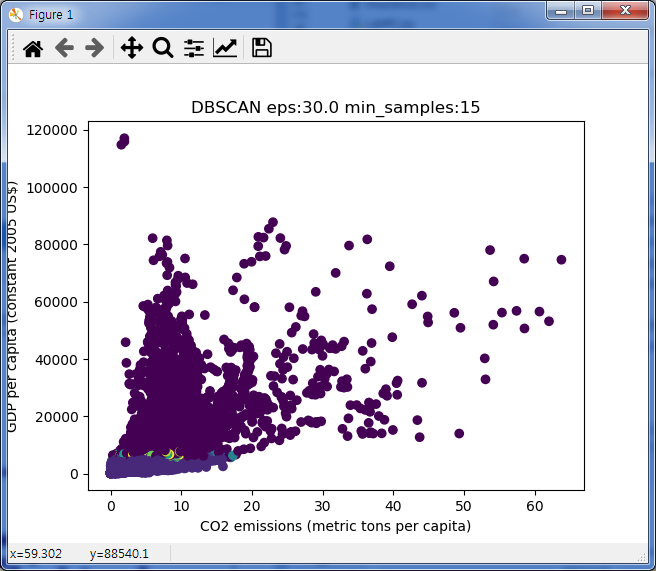 Figure 1
DBSCAN eps:30.0 min_samples:15
120000
100000
80000
60000
40000
20000
0
GDP per capita (constant 2005 US$)
0 10 20 30 40 50 60
CO2 emissions (metric tons per capita)
x=59.302 y=88540.1